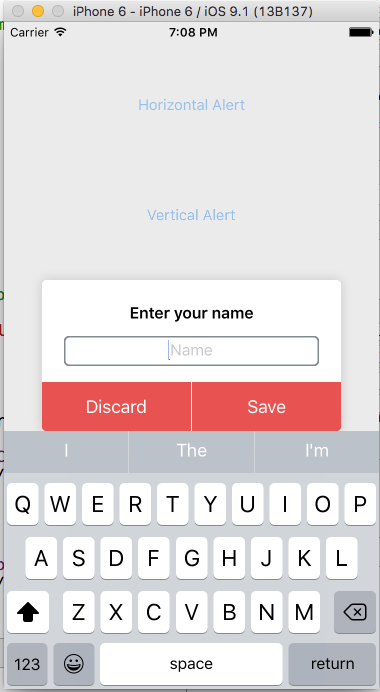 iPhone 6 - iPhone 6 / iOS 9.1 (13B137)
Carrier 7:08 PM
Horizontal Alert
Vertical Alert
Enter your name
Name
Discard Save
I The I'm
Q W E R T Y U I O P
A S D F G H J K L
Z X C V B N M
123 space return